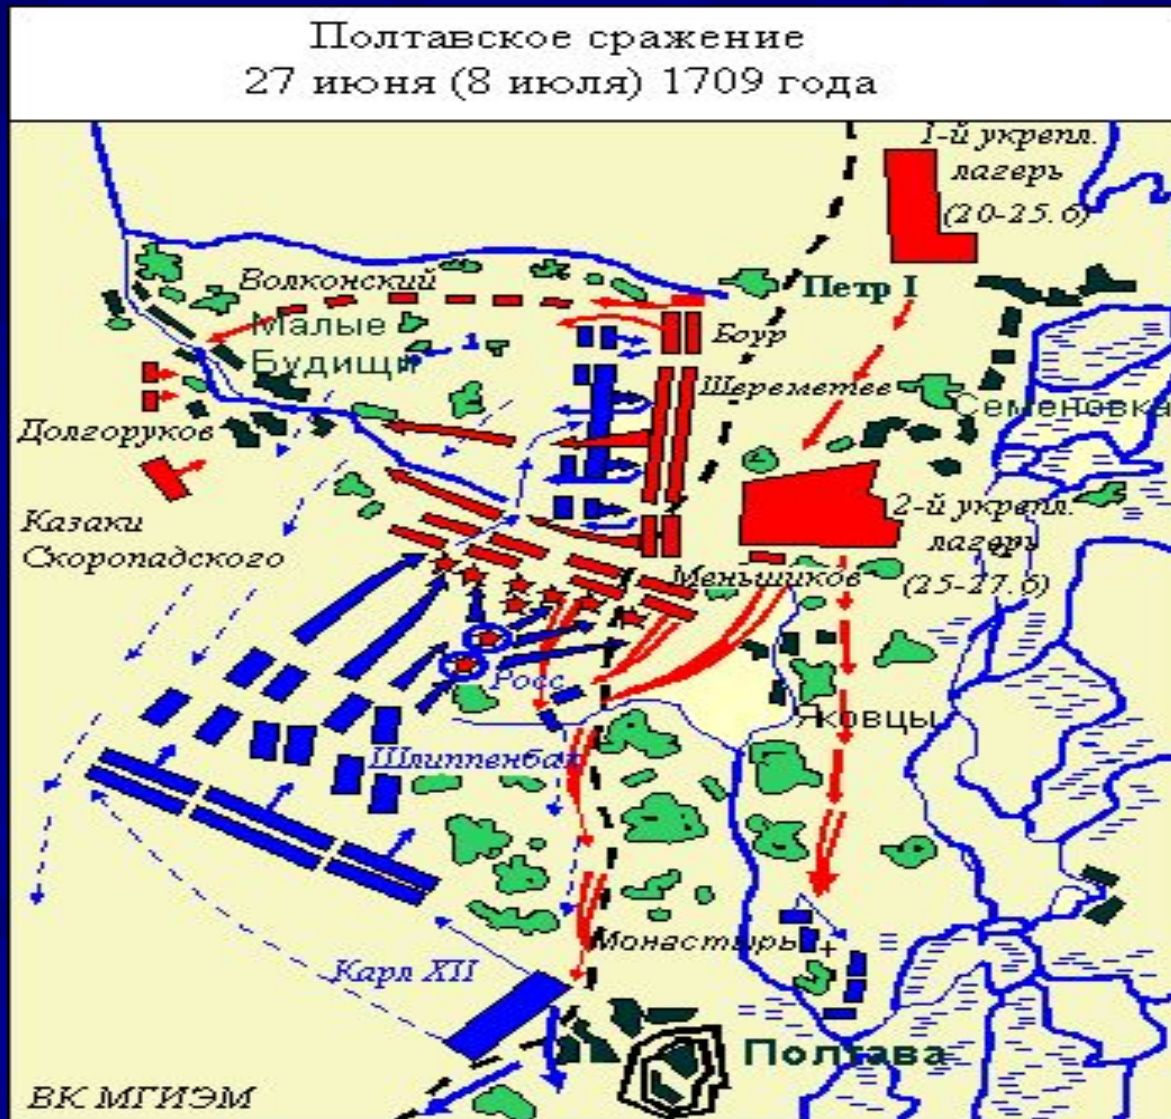 Полтавское сражение
27 июня (8 июля) 1709 года
1-й укрепл.
лагерь
(20-25.6)
Волконский
Петр I
Малые
Будищи
1
Боур
Шереметев
Семеновка
Долгоруков
2-й укрепл.
лагерь
(25-27.6)
Казаки
Скоропадского
Меньшиков
Росс
Яковцы
Шлиппенбах
Монастырь
Карл XII
Полтава
ВК МГИЭМ